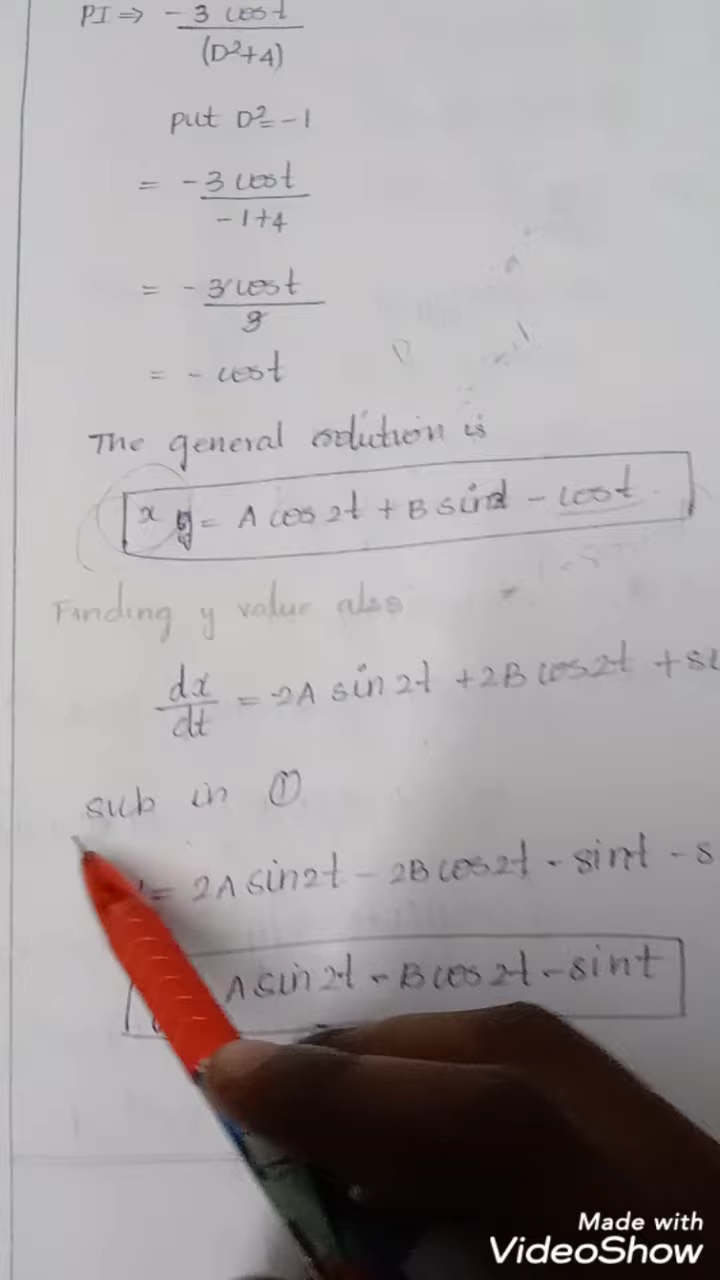 PI ⇒ -3 cost
(D²+4)
put D²=-1
= -3 cost
-1+4
= -3 cost
3
= - cost
The general solution is
x y = A cos 2t + B sin2t - cost
Finding y value also
dx
dt
= -2A sin 2t + 2B cos2t + si
sub in ①
= 2A sin2t - 2B cos2t - sint - s
A sin 2t - B cos 2t - sint
Made with
VideoShow